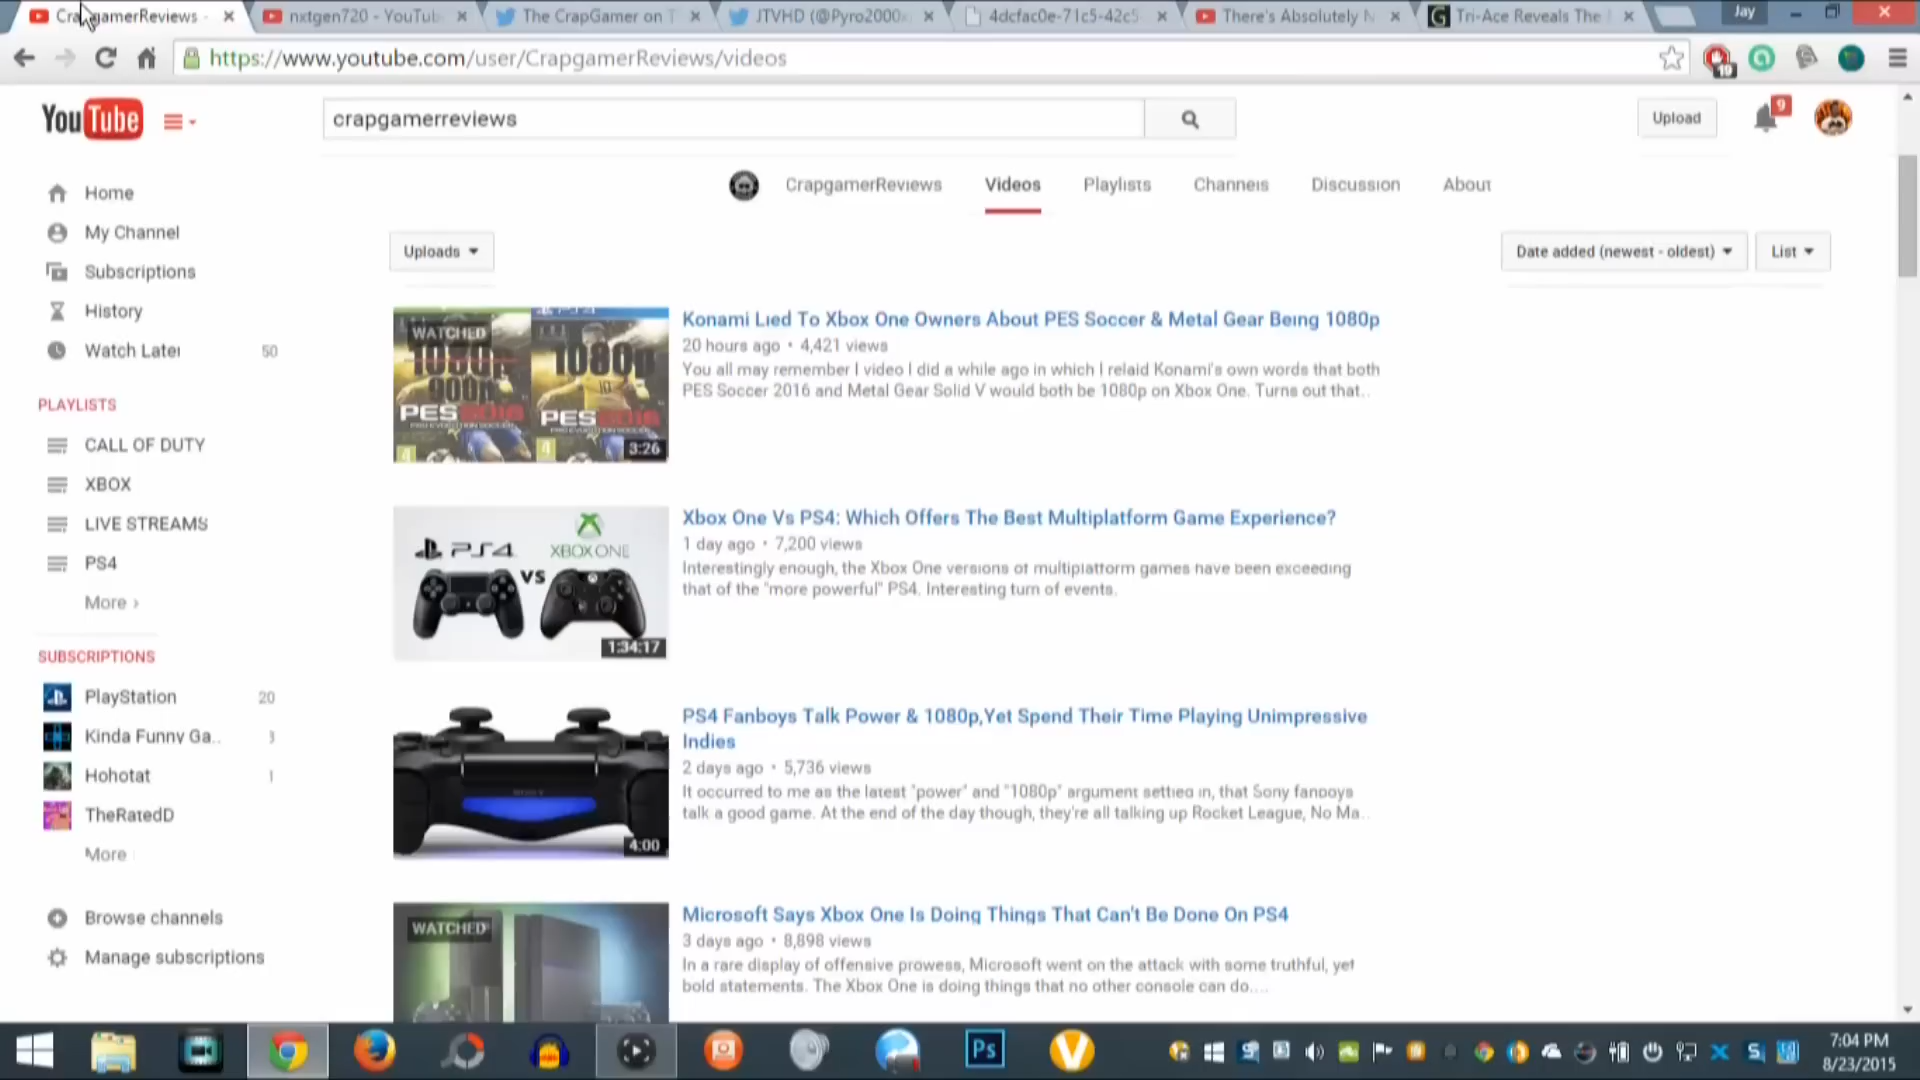 CrapgamerReviews -
nxtgen720 - YouTub
The CrapGamer on T
JTVHD (@Pyro2000x
4dcfac0e-71c5-42c5
There's Absolutely N
Tri-Ace Reveals The
Jay
https://www.youtube.com/user/CrapgamerReviews/videos
10
YouTube
crapgamerreviews
Upload
9
CrapgamerReviews
Videos
Playlists
Channels
Discussion
About
Home
My Channel
Subscriptions
History
Watch Later 50
PLAYLISTS
CALL OF DUTY
XBOX
LIVE STREAMS
PS4
More ›
SUBSCRIPTIONS
PlayStation 20
Kinda Funny Ga.. 3
Hohotat 1
TheRatedD
More
Browse channels
Manage subscriptions
Uploads
Date added (newest - oldest)
List
WATCHED
1080p
900p
1080p
PES2016
PES2016
3:26
Konami Lied To Xbox One Owners About PES Soccer & Metal Gear Being 1080p
20 hours ago • 4,421 views
You all may remember I video I did a while ago in which I relaid Konami's own words that both
PES Soccer 2016 and Metal Gear Solid V would both be 1080p on Xbox One. Turns out that..
PS4
XBOX ONE
VS
1:34:17
Xbox One Vs PS4: Which Offers The Best Multiplatform Game Experience?
1 day ago • 7,200 views
Interestingly enough, the Xbox One versions of multiplatform games have been exceeding
that of the "more powerful" PS4. Interesting turn of events.
SONY
4:00
PS4 Fanboys Talk Power & 1080p,Yet Spend Their Time Playing Unimpressive
Indies
2 days ago • 5,736 views
It occurred to me as the latest "power" and "1080p" argument settled in, that Sony fanboys
talk a good game. At the end of the day though, they're all talking up Rocket League, No Ma..
WATCHED
Microsoft Says Xbox One Is Doing Things That Can't Be Done On PS4
3 days ago • 8,898 views
In a rare display of offensive prowess, Microsoft went on the attack with some truthful, yet
bold statements. The Xbox One is doing things that no other console can do....
Ps
7:04 PM
8/23/2015